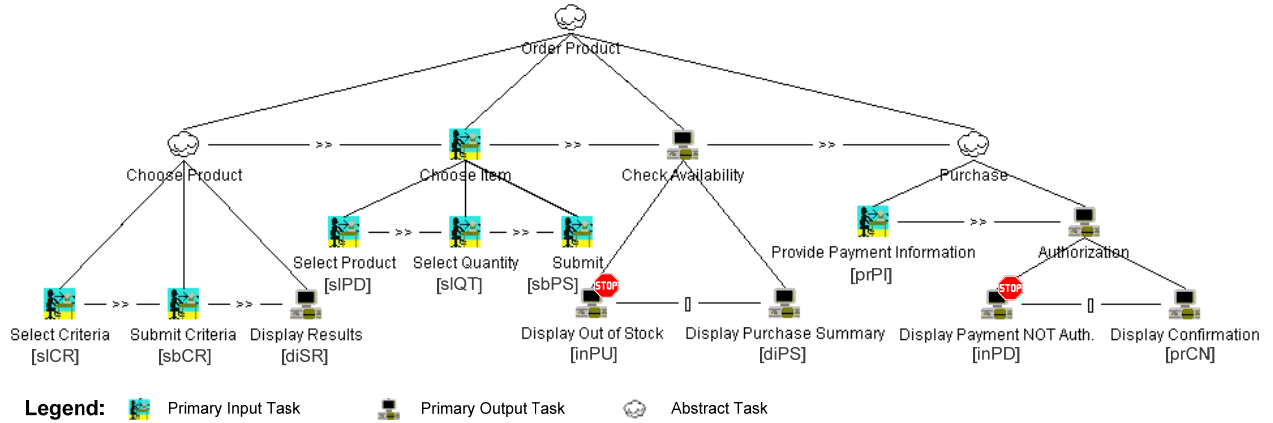 Order Product
>>
>>
>>
Choose Product
Choose Item
Check Availability
Purchase
>>
>>
>>
Select Product
[slPD]
Select Quantity
[slQT]
Submit
[sbPS]
Provide Payment Information
[prPI]
Authorization
>>
>>
STOP
[]
STOP
[]
Select Criteria
[slCR]
Submit Criteria
[sbCR]
Display Results
[diSR]
Display Out of Stock
[inPU]
Display Purchase Summary
[diPS]
Display Payment NOT Auth.
[inPD]
Display Confirmation
[prCN]
Legend:
Primary Input Task
Primary Output Task
Abstract Task